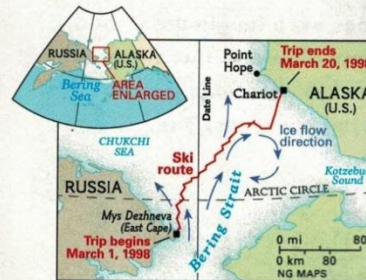 RUSSIA
ALASKA
(U.S.)
Bering
Sea
AREA
ENLARGED
Point
Hope
Trip ends
March 20, 1998
Chariot
ALASKA
(U.S.)
Date Line
CHUKCHI
SEA
Ice flow
direction
Ski
route
Kotzebu
Sound
RUSSIA
ARCTIC CIRCLE
Mys Dezhneva
(East Cape)
Bering Strait
Trip begins
March 1, 1998
0 mi 80
0 km 80
NG MAPS